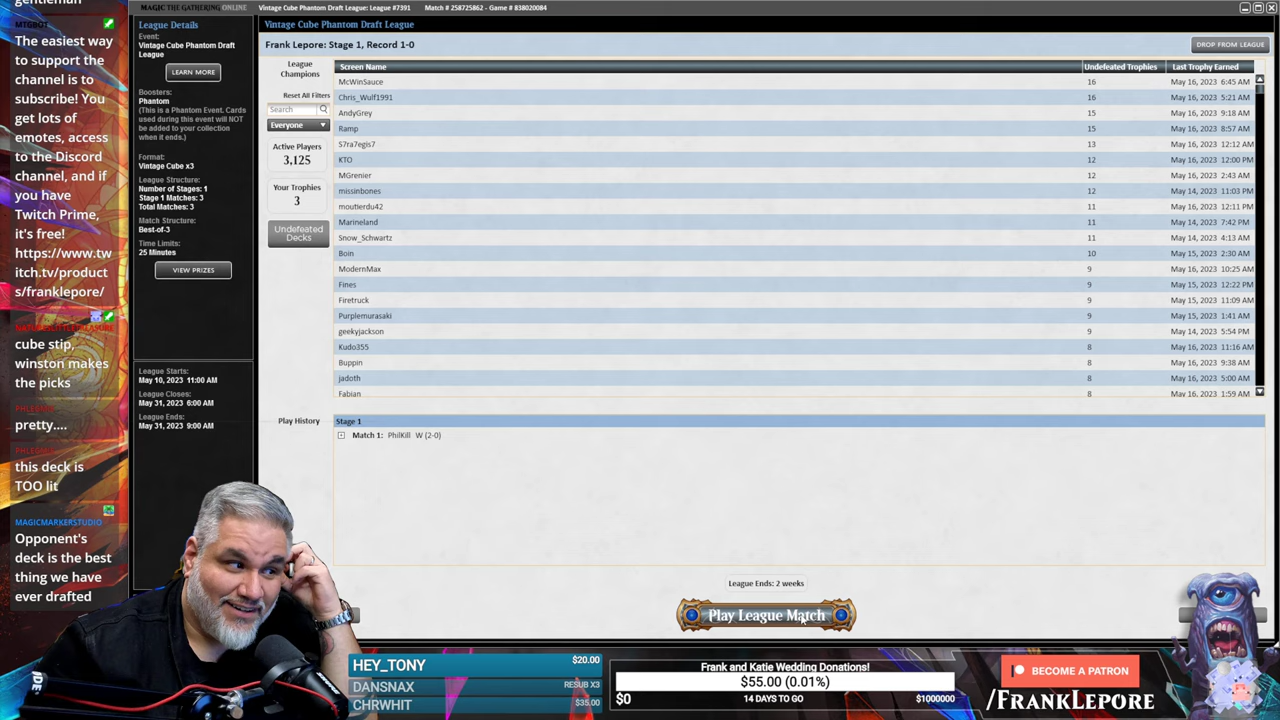 gentleman
MTGBOT
The easiest way
to support the
channel is to
subscribe! You
get lots of
emotes, access
to the Discord
channel, and if
you have
Twitch Prime,
it's free!
https://www.tw
itch.tv/product
s/franklepore/
cube stip,
winston makes
the picks
pretty....
this deck is
TOO lit
MAGICMARKERSTUDIO
Opponent's
deck is the best
thing we have
ever drafted
MAGIC THE GATHERING ONLINE
Vintage Cube Phantom Draft League: League #7391
Match # 258725862 - Game # 838020084
League Details
Event:
Vintage Cube Phantom Draft
League
LEARN MORE
Boosters:
Phantom
(This is a Phantom Event. Cards
used during this event will NOT
be added to your collection
when it ends.)
Format:
Vintage Cube x3
League Structure:
Number of Stages: 1
Stage 1 Matches: 3
Total Matches: 3
Match Structure:
Best-of-3
Time Limits:
25 Minutes
VIEW PRIZES
League Starts:
May 10, 2023 11:00 AM
League Closes:
May 31, 2023 6:00 AM
League Ends:
May 31, 2023 9:00 AM
Vintage Cube Phantom Draft League
Frank Lepore: Stage 1, Record 1-0
DROP FROM LEAGUE
League
Champions
Reset All Filters
Search
Everyone
Active Players
3,125
Your Trophies
3
Undefeated
Decks
Screen Name Undefeated Trophies Last Trophy Earned
McWinSauce 16 May 16, 2023 6:45 AM
Chris_Wulf1991 16 May 16, 2023 5:21 AM
AndyGrey 15 May 16, 2023 9:18 AM
Ramp 15 May 16, 2023 8:57 AM
S7ra7egis7 13 May 16, 2023 12:12 AM
KTO 12 May 16, 2023 12:00 PM
MGrenier 12 May 16, 2023 2:43 AM
missinbones 12 May 14, 2023 11:03 PM
moutierdu42 11 May 16, 2023 12:11 PM
Marineland 11 May 14, 2023 7:42 PM
Snow_Schwartz 11 May 14, 2023 4:13 AM
Boin 10 May 15, 2023 2:30 AM
ModernMax 9 May 16, 2023 10:25 AM
Fines 9 May 15, 2023 12:22 PM
Firetruck 9 May 15, 2023 11:09 AM
Purplemurasaki 9 May 15, 2023 1:41 AM
geekyjackson 9 May 14, 2023 5:54 PM
Kudo355 8 May 16, 2023 11:16 AM
Buppin 8 May 16, 2023 9:38 AM
jadoth 8 May 16, 2023 5:00 AM
Fabian 8 May 16, 2023 1:59 AM
Play History
Stage 1
Match 1: PhilKill W (2-0)
League Ends: 2 weeks
Play League Match
HEY_TONY $20.00
DANSNAX RESUB X3
CHRWHIT $35.00
Frank and Katie Wedding Donations!
$55.00 (0.01%)
$0 14 DAYS TO GO $1000000
BECOME A PATRON
/FRANKLEPORE